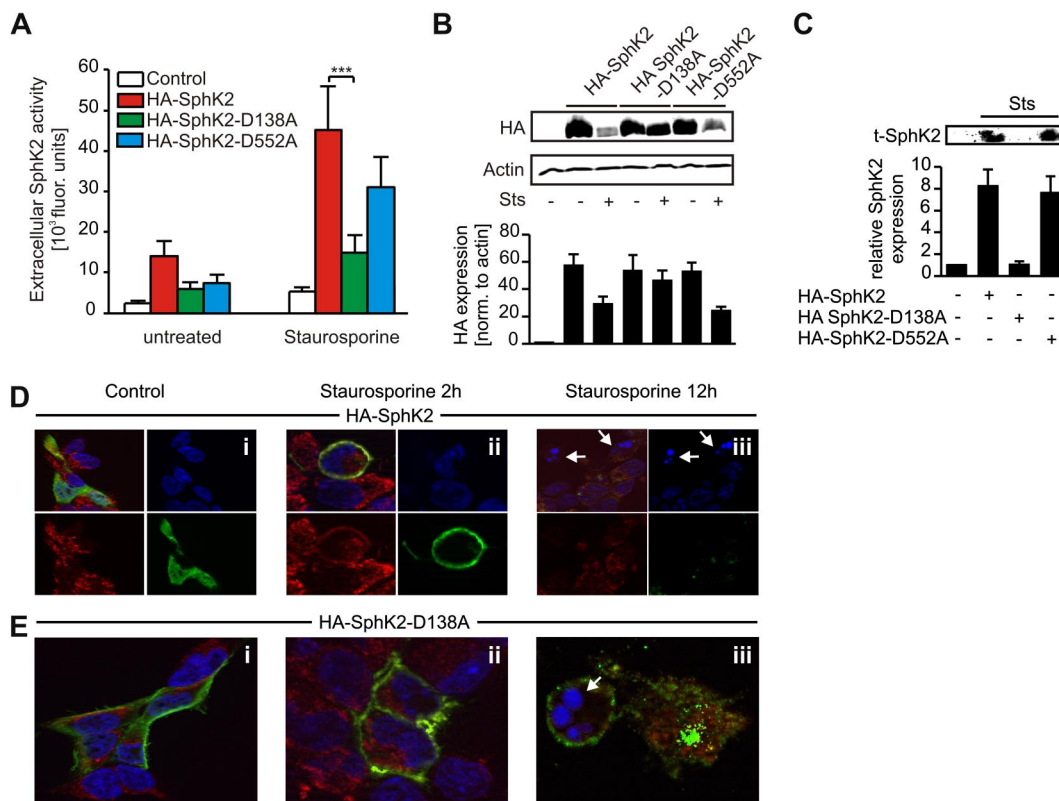 A
Extracellular SphK2 activity
[10³ fluor. units]
60
50
40
30
20
10
0
Control
HA-SphK2
HA-SphK2-D138A
HA-SphK2-D552A
***
untreated
Staurosporine
B
HA-SphK2
HA SphK2
-D138A
HA-SphK2
-D552A
HA
Actin
Sts
- - + - + - +
HA expression
[norm. to actin]
80
60
40
20
0
C
Sts
t-SphK2
relative SphK2
expression
10
8
6
4
2
0
HA-SphK2 - + - -
HA SphK2-D138A - - + -
HA-SphK2-D552A - - - +
D
Control
Staurosporine 2h
Staurosporine 12h
HA-SphK2
i
ii
iii
E
HA-SphK2-D138A
i
ii
iii